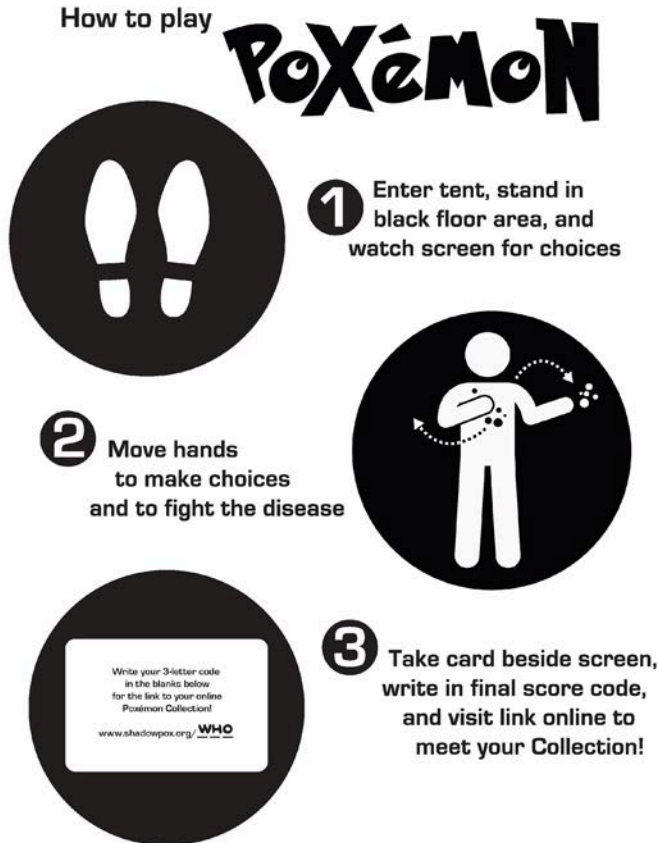 How to play
PoXéMoN
1 Enter tent, stand in
black floor area, and
watch screen for choices
2 Move hands
to make choices
and to fight the disease
Write your 3-letter code
in the blanks below
for the link to your online
Poxémon Collection!
www.shadowpox.org/WHO
3 Take card beside screen,
write in final score code,
and visit link online to
meet your Collection!